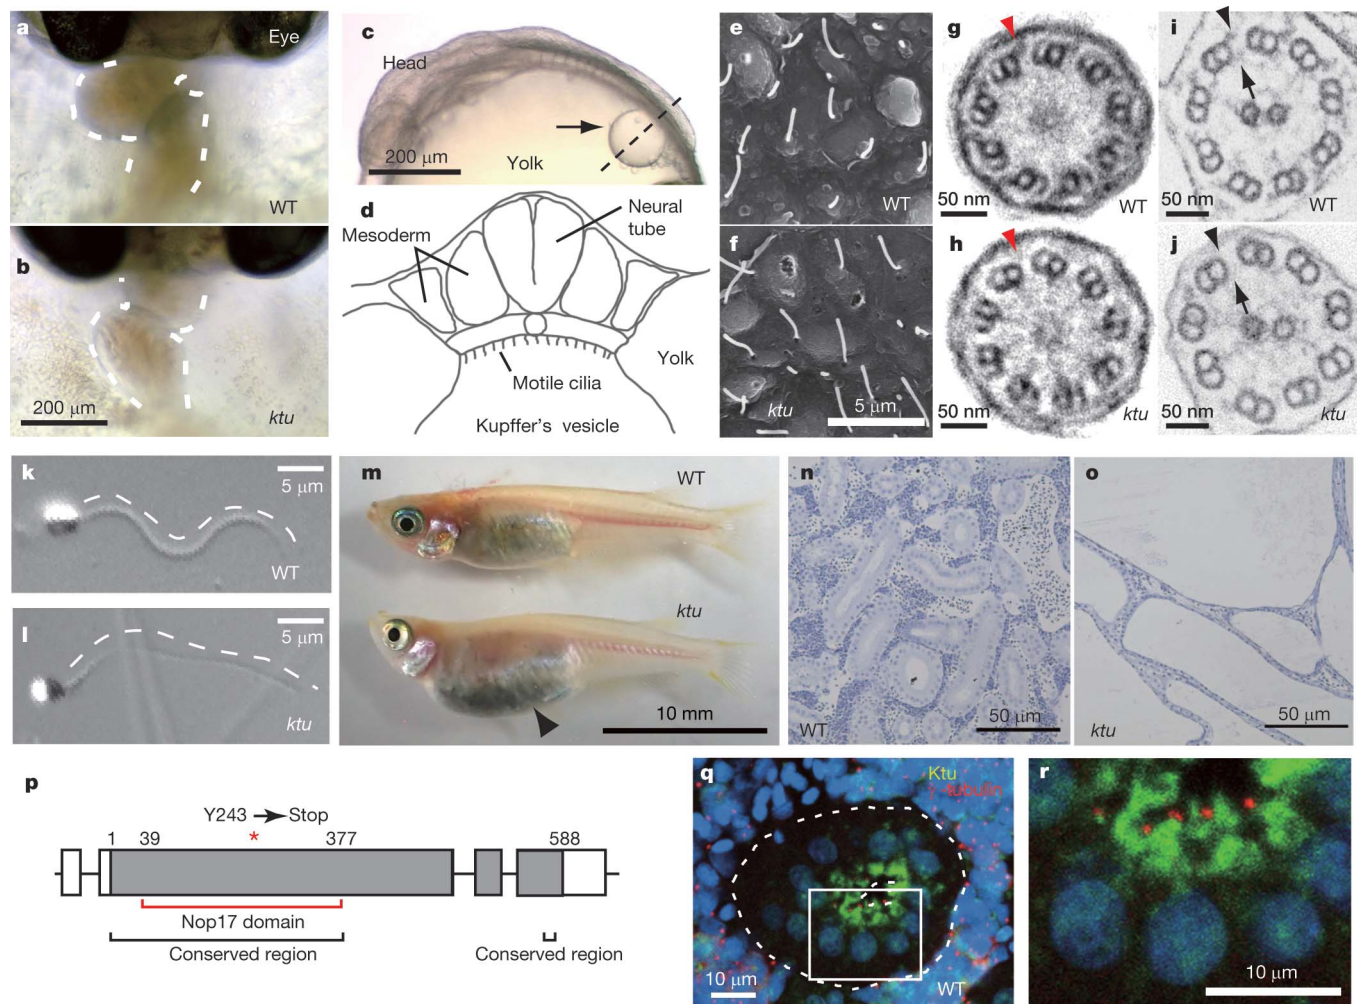 a
Eye
WT
b
200 μm
ktu
c
Head
200 μm
Yolk
d
Mesoderm
Neural
tube
Yolk
Motile cilia
Kupffer's vesicle
e
WT
f
ktu
5 μm
g
50 nm
WT
h
50 nm
ktu
i
50 nm
WT
j
50 nm
ktu
k
5 μm
WT
l
5 μm
ktu
m
WT
ktu
10 mm
n
WT
50 μm
o
ktu
50 μm
p
Y243 Stop
1 39 * 377 588
Nop17 domain
Conserved region Conserved region
q
Ktu
γ-tubulin
10 μm
WT
r
10 μm